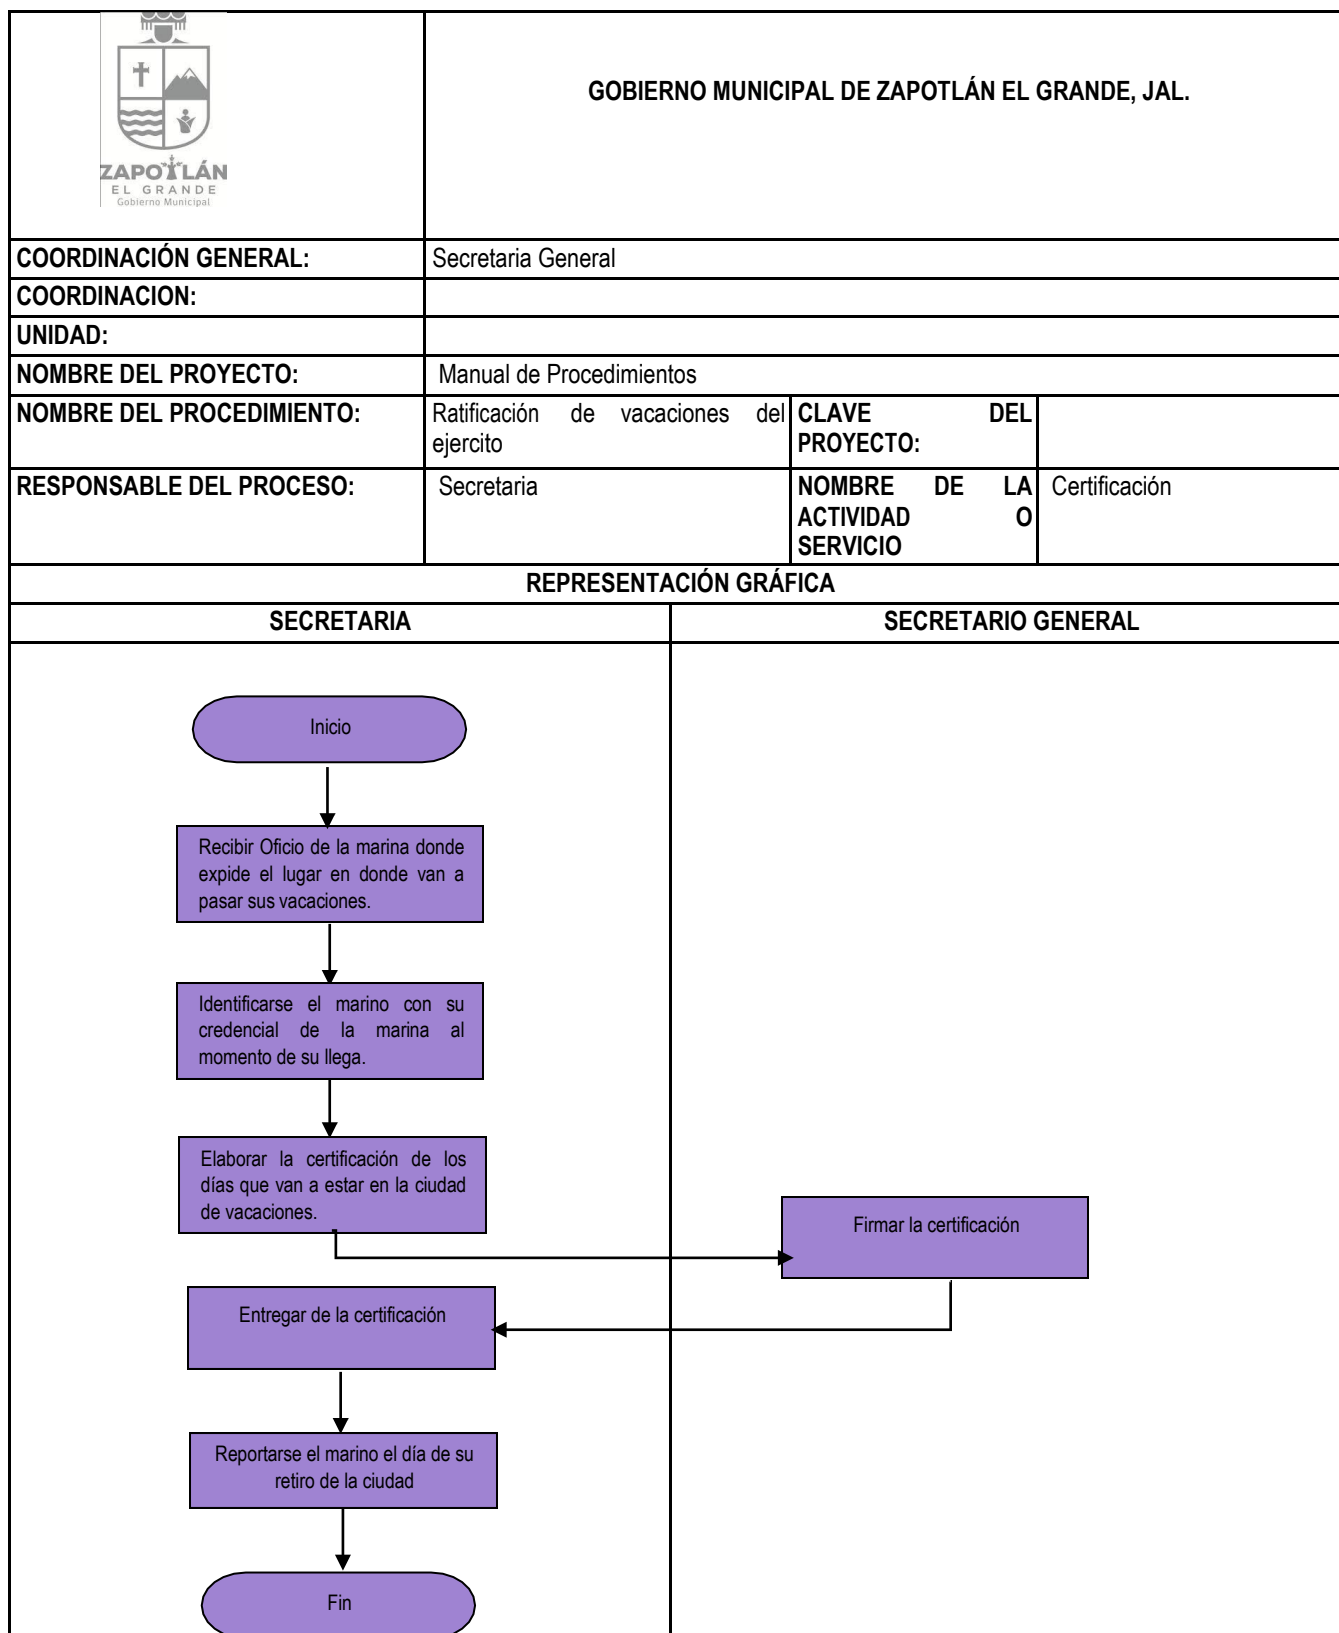 ZAPOTLÁN
EL GRANDE
Gobierno Municipal
GOBIERNO MUNICIPAL DE ZAPOTLÁN EL GRANDE, JAL.
COORDINACIÓN GENERAL:
Secretaria General
COORDINACION:
UNIDAD:
NOMBRE DEL PROYECTO:
Manual de Procedimientos
NOMBRE DEL PROCEDIMIENTO:
Ratificación de vacaciones del
ejercito
CLAVE DEL
PROYECTO:
RESPONSABLE DEL PROCESO:
Secretaria
NOMBRE DE LA
ACTIVIDAD O
SERVICIO
Certificación
REPRESENTACIÓN GRÁFICA
SECRETARIA
SECRETARIO GENERAL
Inicio
Recibir Oficio de la marina donde
expide el lugar en donde van a
pasar sus vacaciones.
Identificarse el marino con su
credencial de la marina al
momento de su llega.
Elaborar la certificación de los
días que van a estar en la ciudad
de vacaciones.
Firmar la certificación
Entregar de la certificación
Reportarse el marino el día de su
retiro de la ciudad
Fin